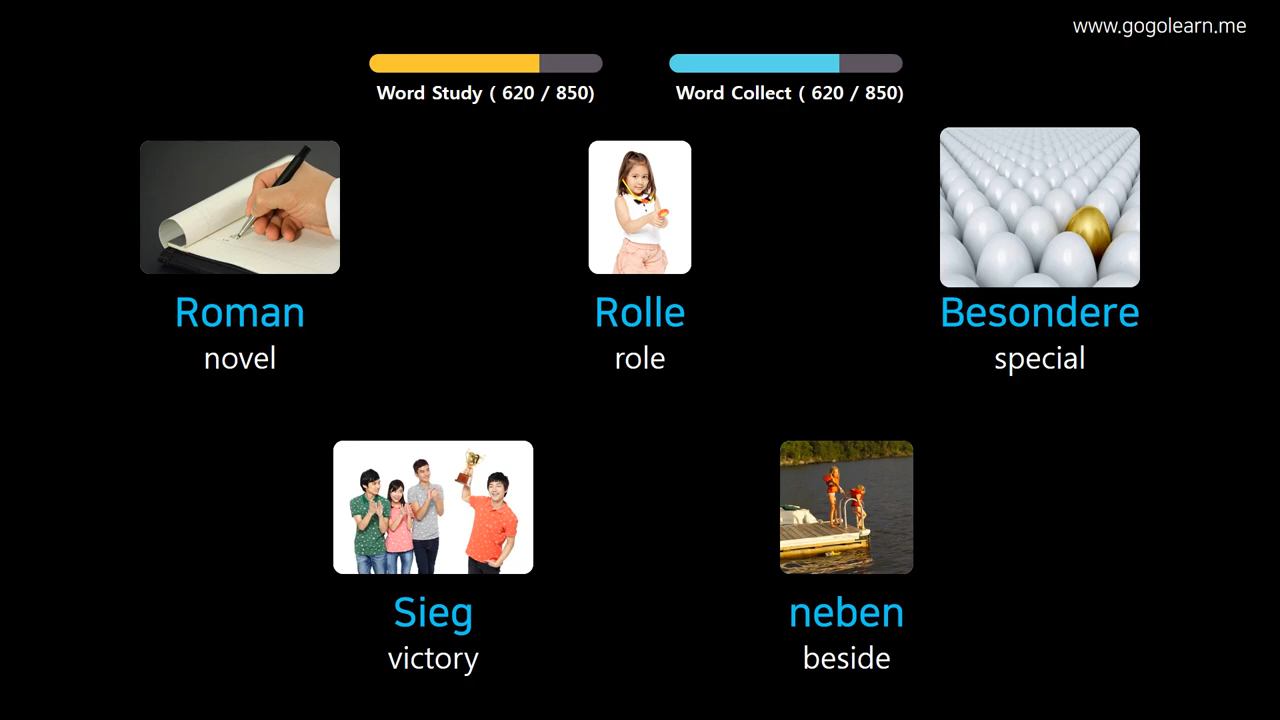 www.gogolearn.me
Word Study ( 620 / 850)
Word Collect ( 620 / 850)
Roman
novel
Rolle
role
Besondere
special
Sieg
victory
neben
beside